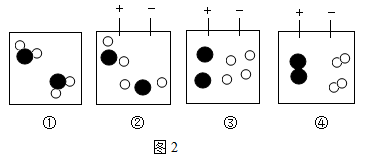 + − + − + −
① ② ③ ④
图 2